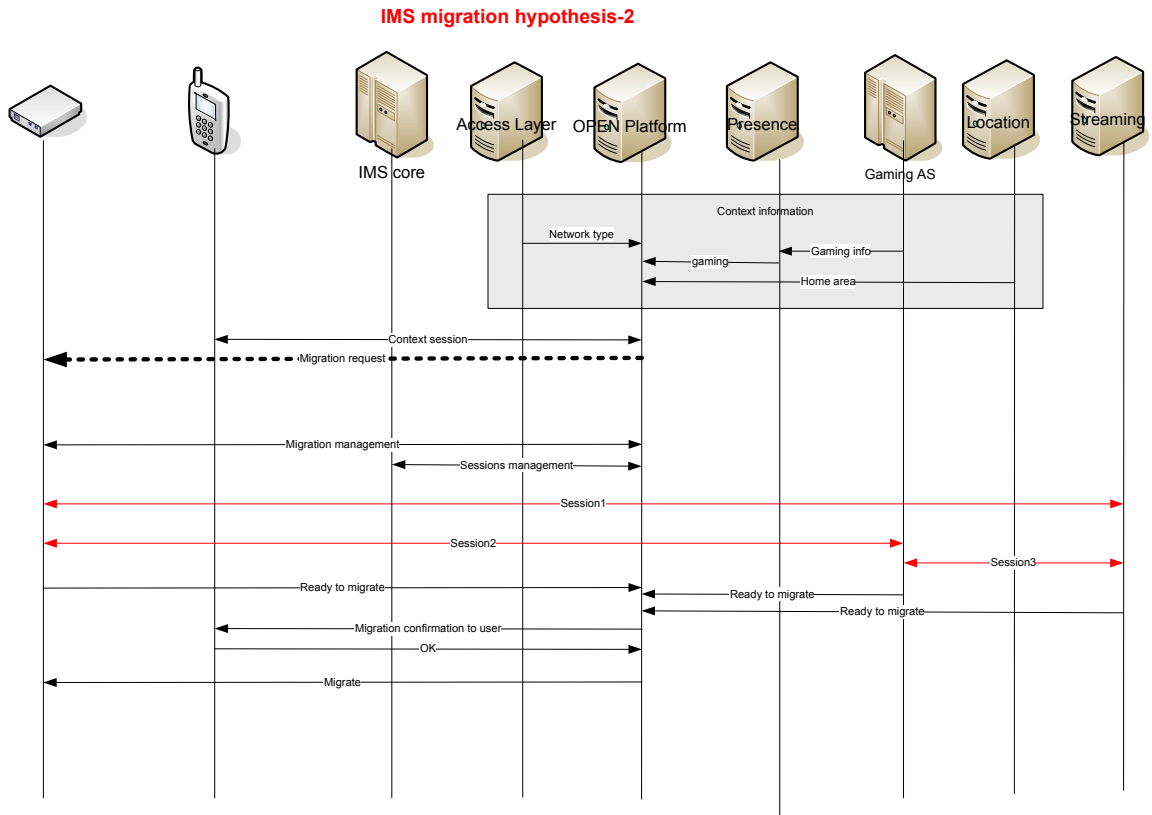 IMS migration hypothesis-2
Access Layer
OPEN Platform
Presence
Location
Streaming
IMS core
Gaming AS
Context information
Network type
Gaming info
gaming
Home area
Context session
Migration request
Migration management
Sessions management
Session1
Session2
Session3
Ready to migrate
Ready to migrate
Ready to migrate
Migration confirmation to user
OK
Migrate